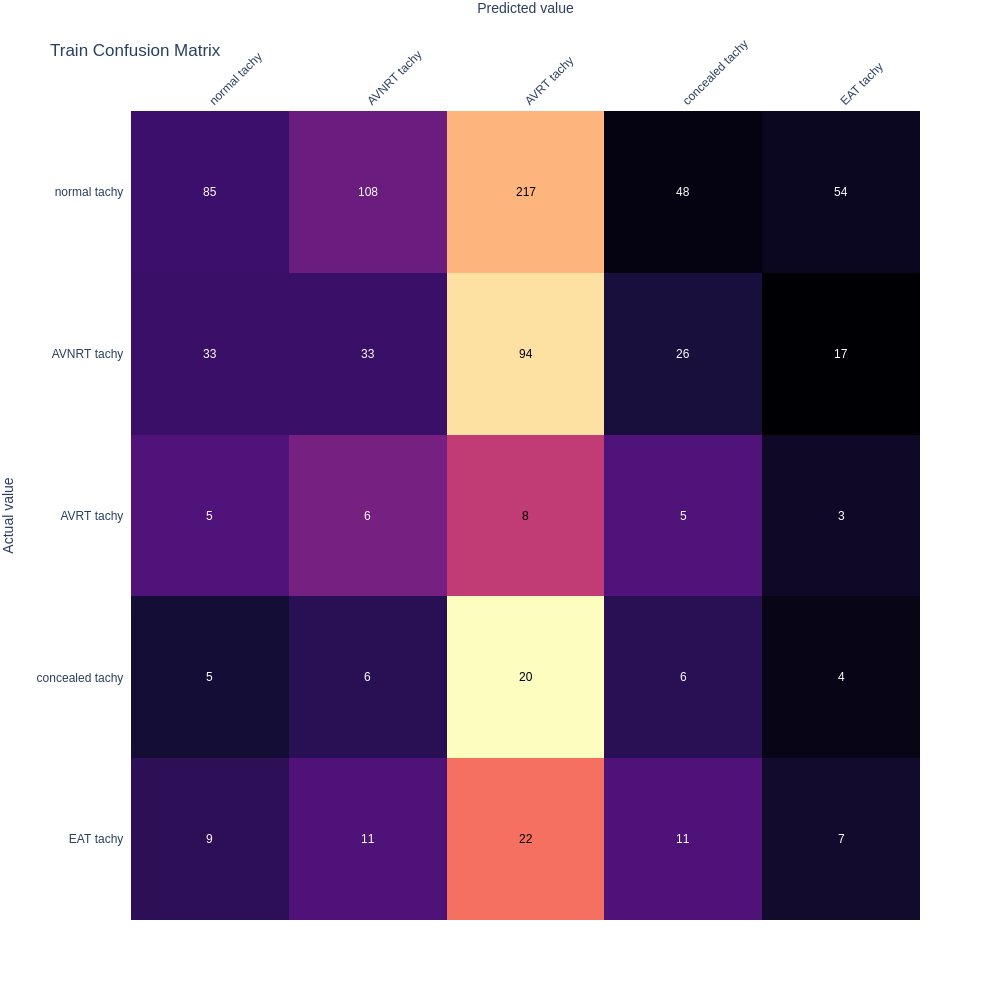 Predicted value
Train Confusion Matrix
normal tachy AVNRT tachy AVRT tachy concealed tachy EAT tachy
normal tachy 85 108 217 48 54
AVNRT tachy 33 33 94 26 17
AVRT tachy 5 6 8 5 3
Actual value
concealed tachy 5 6 20 6 4
EAT tachy 9 11 22 11 7